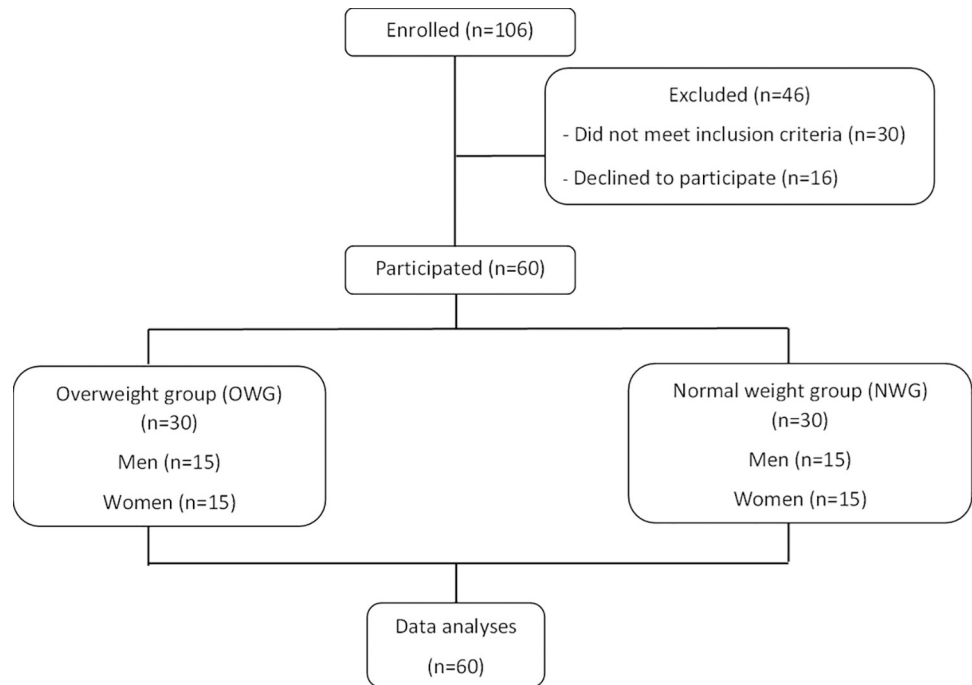 Enrolled (n=106)
Excluded (n=46)
- Did not meet inclusion criteria (n=30)
- Declined to participate (n=16)
Participated (n=60)
Overweight group (OWG)
(n=30)
Men (n=15)
Women (n=15)
Normal weight group (NWG)
(n=30)
Men (n=15)
Women (n=15)
Data analyses
(n=60)